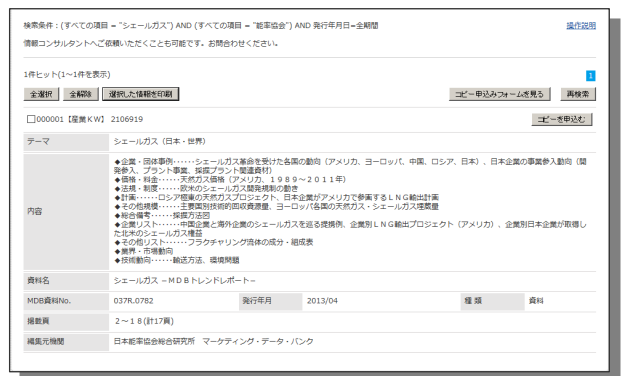 検索条件：(すべての項目 = "シェールガス") AND (すべての項目 = "能率協会") AND 発行年月日=全期間
操作説明
情報コンサルタントへご依頼いただくことも可能です。お問合わせください。
1件ヒット(1～1件を表示)
1
全選択 全解除 選択した情報を印刷 コピー申込みフォームを見る 再検索
000001【産業ＫＷ】2106919 コピーを申込む
テーマ シェールガス（日本・世界）
内容
◆企業・団体事例‥‥‥シェールガス革命を受けた各国の動向（アメリカ、ヨーロッパ、中国、ロシア、日本）、日本企業の事業参入動向（開
発参入、プラント事業、採掘プラント関連資材）
◆価格・料金‥‥‥天然ガス価格（アメリカ、１９８９～２０１１年）
◆法規・制度‥‥‥欧米のシェールガス開発規制の動き
◆計画‥‥‥ロシア極東の天然ガスプロジェクト、日本企業がアメリカで参画するＬＮＧ輸出計画
◆その他規模‥‥‥主要国別技術的回収資源量、ヨーロッパ各国の天然ガス・シェールガス埋蔵量
◆総合備考‥‥‥採掘方法図
◆企業リスト‥‥‥中国企業と海外企業のシェールガスを巡る提携例、企業別ＬＮＧ輸出プロジェクト（アメリカ）、企業別日本企業が取得し
た北米のシェールガス権益
◆その他リスト‥‥‥フラクチャリング流体の成分・組成表
◆業界・市場動向
◆技術動向‥‥‥輸送方法、環境問題
資料名 シェールガス －ＭＤＢトレンドレポート－
MDB資料No. 037R.0782 発行年月 2013/04 種 類 資料
掲載頁 ２～１８(計17頁)
編集元機関 日本能率協会総合研究所 マーケティング・データ・バンク